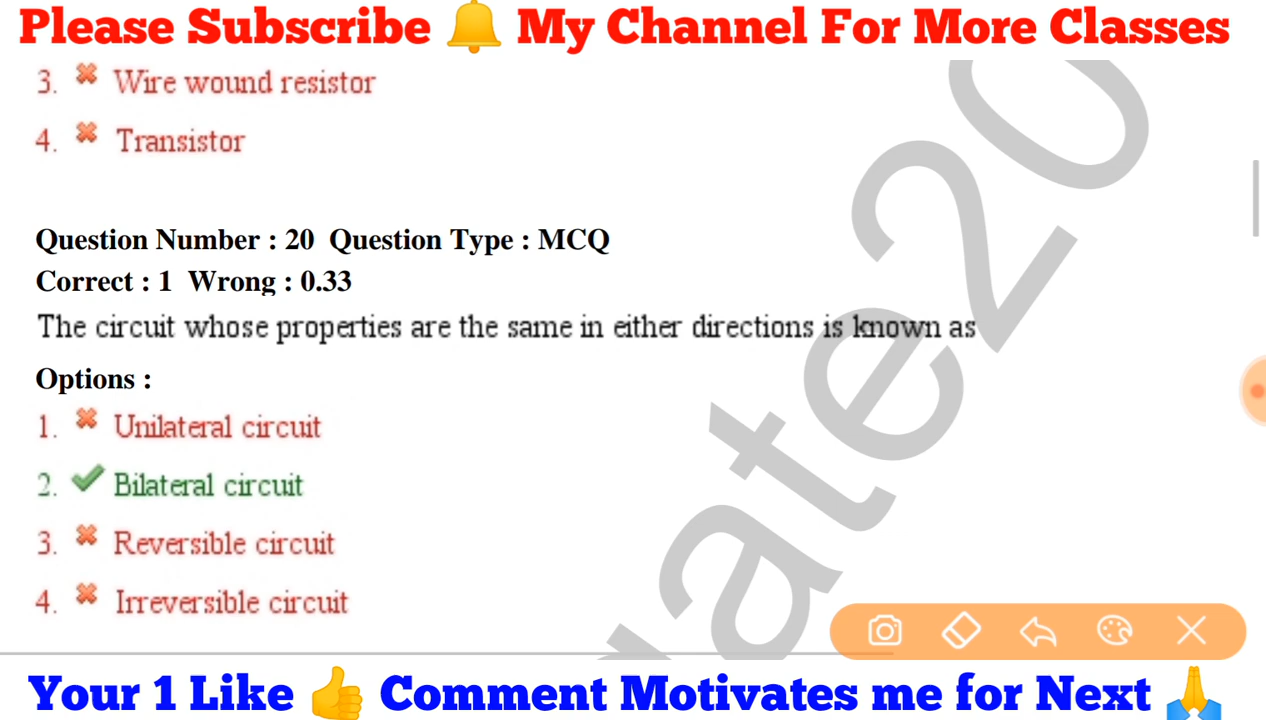 Please Subscribe 🔔 My Channel For More Classes
3. ✖ Wire wound resistor
4. ✖ Transistor
Question Number : 20 Question Type : MCQ
Correct : 1 Wrong : 0.33
The circuit whose properties are the same in either directions is known as
Options :
1. ✖ Unilateral circuit
2. ✔ Bilateral circuit
3. ✖ Reversible circuit
4. ✖ Irreversible circuit
Your 1 Like 👍 Comment Motivates me for Next 🙏